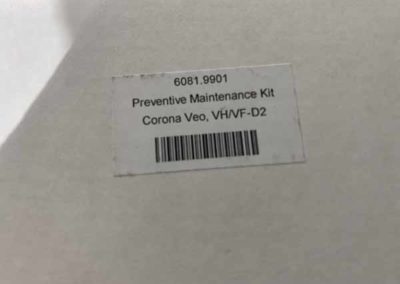 6081.9901
Preventive Maintenance Kit
Corona Veo, VH/VF-D2